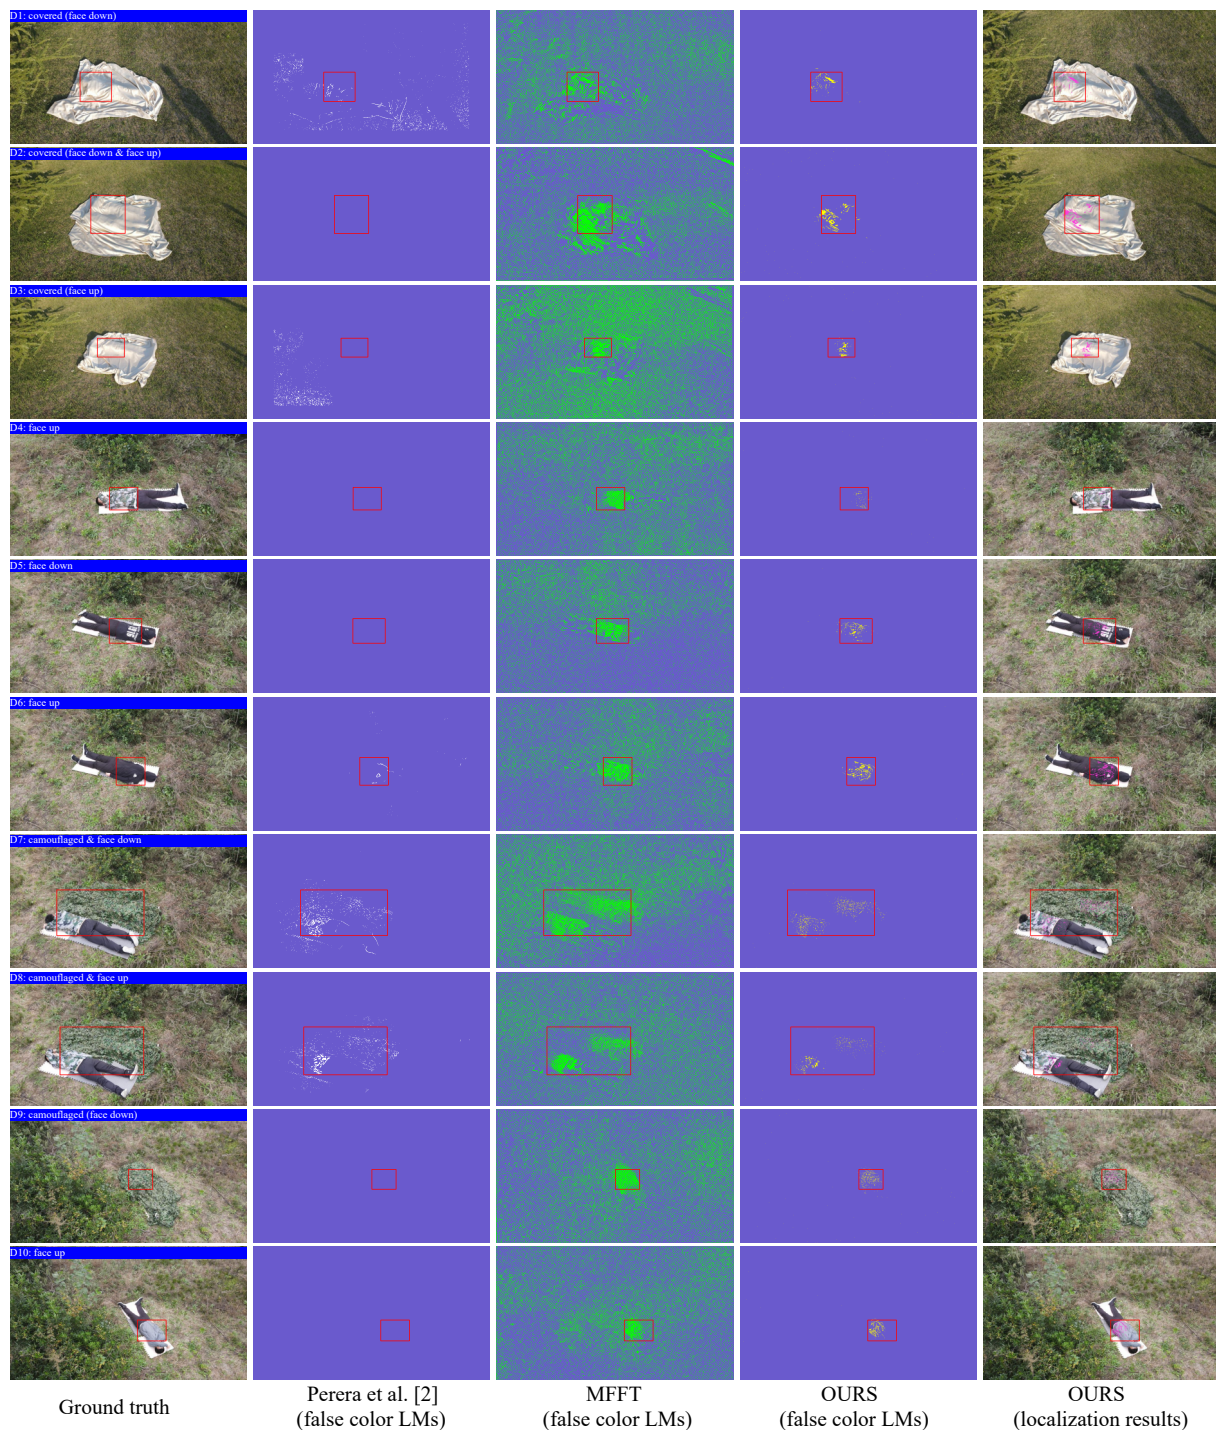 D1: covered (face down)
D2: covered (face down & face up)
D3: covered (face up)
D4: face up
D5: face down
D6: face up
D7: camouflaged & face down
D8: camouflaged & face up
D9: camouflaged (face down)
D10: face up
Ground truth
Perera et al. [2]
(false color LMs)
MFFT
(false color LMs)
OURS
(false color LMs)
OURS
(localization results)